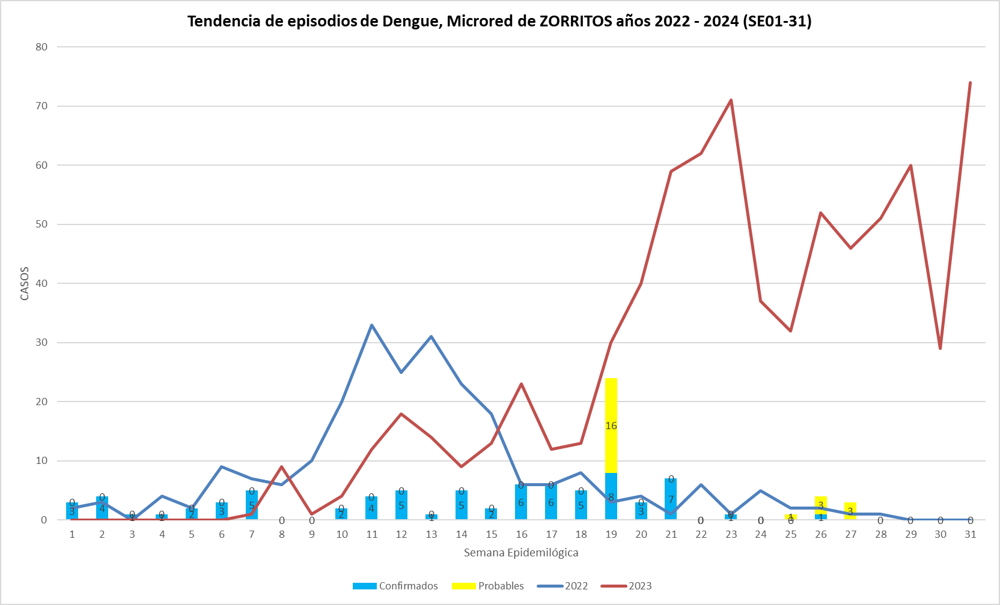 Tendencia de episodios de Dengue, Microred de ZORRITOS años 2022 - 2024 (SE01-31)
80
70
60
50
40
30
20
10
0
CASOS
0 0 0 0 0 0 0 0 0 0 0 0 0 0 0 0 0 0 16 0 0 0 0 0 1 3 3 0 0 0 0
3 4 1 1 2 3 5 2 4 5 1 5 2 6 6 5 8 3 7 0 1 0 0 1
1 2 3 4 5 6 7 8 9 10 11 12 13 14 15 16 17 18 19 20 21 22 23 24 25 26 27 28 29 30 31
Semana Epidemilógica
Confirmados Probables 2022 2023